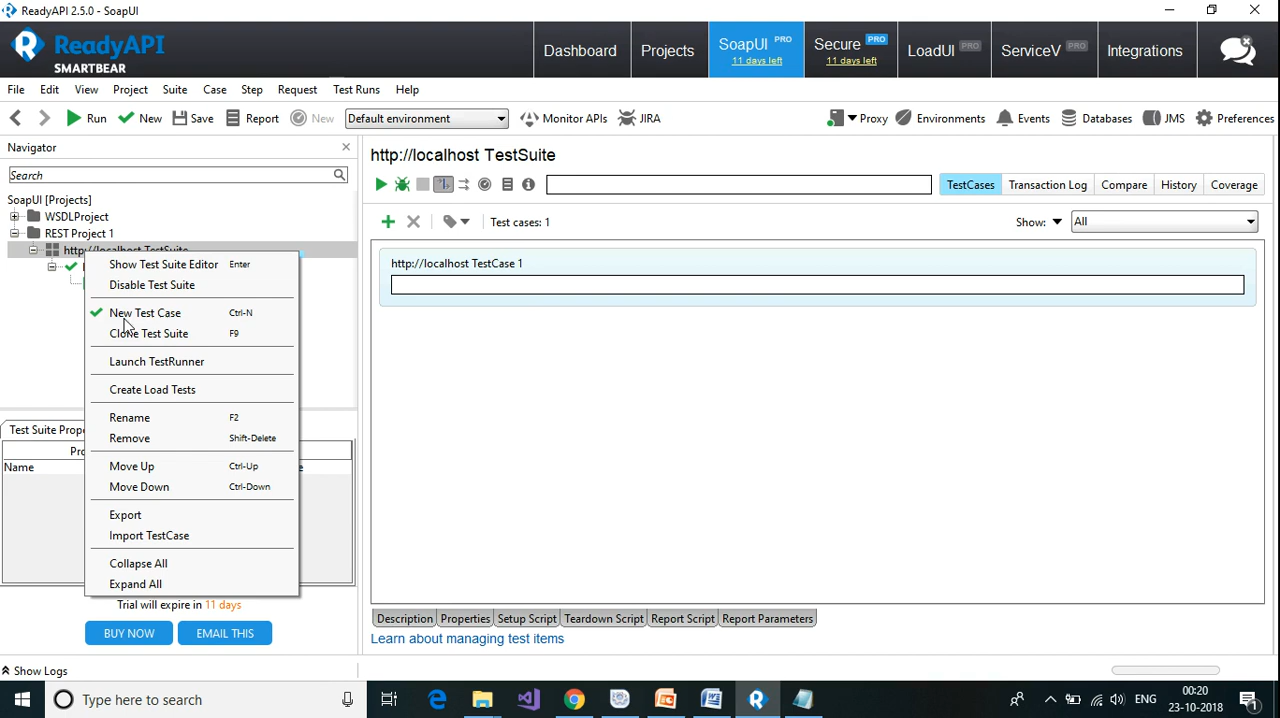 ReadyAPI 2.5.0 - SoapUI
ReadyAPI
SMARTBEAR
Dashboard
Projects
SoapUI PRO
11 days left
Secure PRO
11 days left
LoadUI PRO
ServiceV PRO
Integrations
File Edit View Project Suite Case Step Request Test Runs Help
Run New Save Report New Default environment Monitor APIs JIRA Proxy Environments Events Databases JMS Preferences
Navigator
Search
SoapUI [Projects]
WSDLProject
REST Project 1
http://localhost TestSuite
Show Test Suite Editor Enter
Disable Test Suite
New Test Case Ctrl-N
Clone Test Suite F9
Launch TestRunner
Create Load Tests
Rename F2
Remove Shift-Delete
Move Up Ctrl-Up
Move Down Ctrl-Down
Export
Import TestCase
Collapse All
Expand All
Test Suite Prop
Name
Trial will expire in 11 days
BUY NOW EMAIL THIS
Show Logs
http://localhost TestSuite
TestCases Transaction Log Compare History Coverage
Test cases: 1
Show: All
http://localhost TestCase 1
Description Properties Setup Script Teardown Script Report Script Report Parameters
Learn about managing test items
Type here to search
ENG
00:20
23-10-2018
1